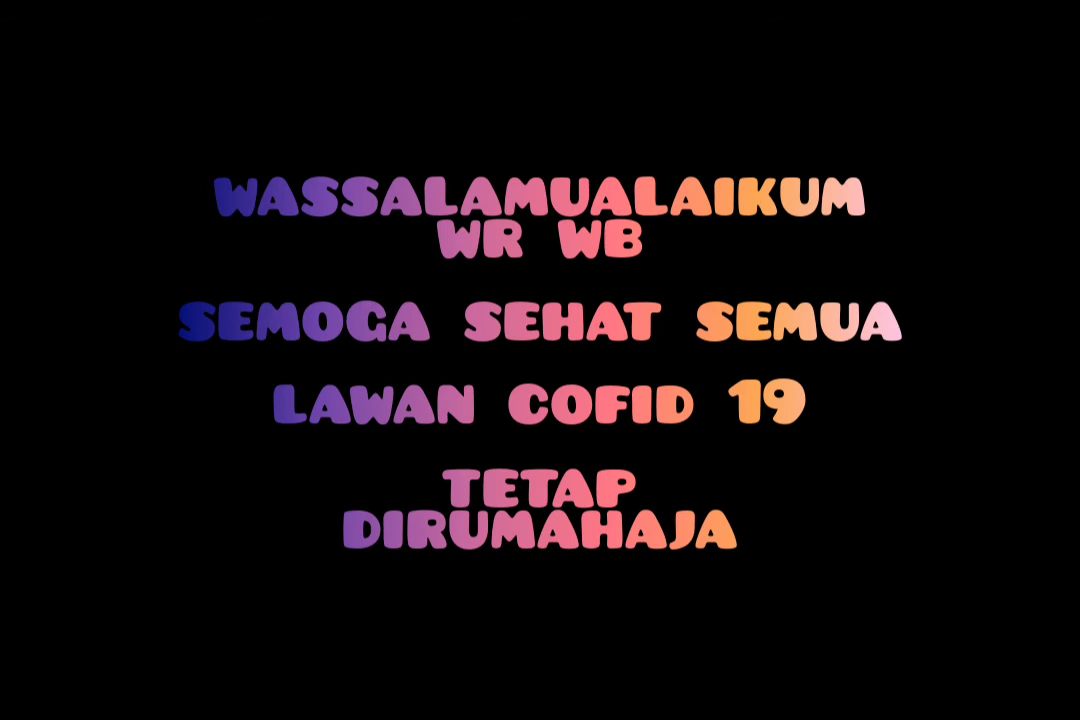 WASSALAMUALAIKUM
WR WB
SEMOGA SEHAT SEMUA
LAWAN COFID 19
TETAP
DIRUMAHAJA